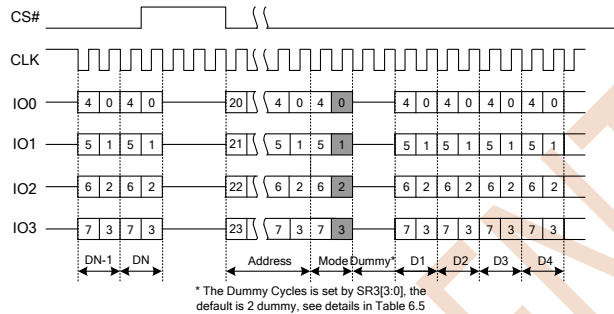 CS#
CLK
IO0 4 0 4 0 20 4 0 4 0 4 0 4 0 4 0 4 0
IO1 5 1 5 1 21 5 1 5 1 5 1 5 1 5 1 5 1
IO2 6 2 6 2 22 6 2 6 2 6 2 6 2 6 2 6 2
IO3 7 3 7 3 23 7 3 7 3 7 3 7 3 7 3 7 3
DN-1 DN Address Mode Dummy* D1 D2 D3 D4
* The Dummy Cycles is set by SR3[3:0], the
default is 2 dummy, see details in Table 6.5